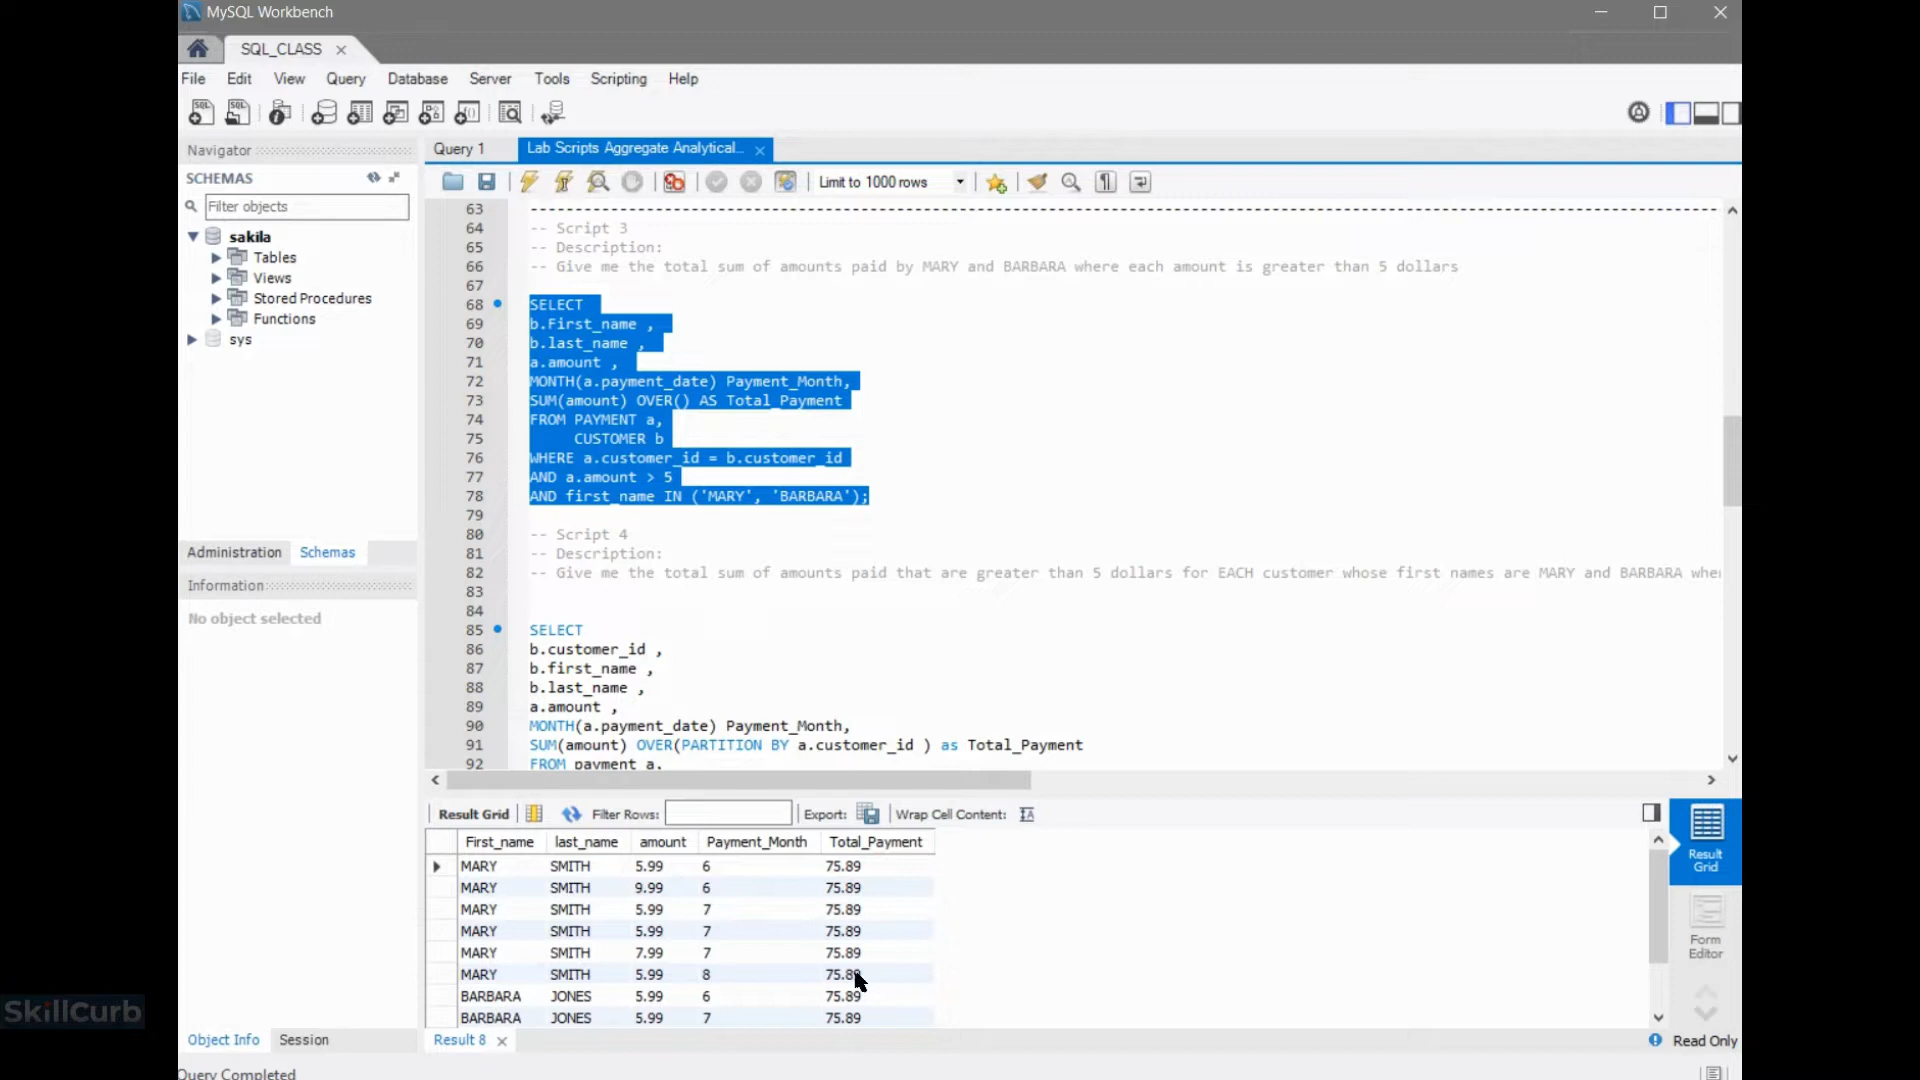 MySQL Workbench
SQL_CLASS
File Edit View Query Database Server Tools Scripting Help
Navigator
SCHEMAS
Filter objects
sakila
Tables
Views
Stored Procedures
Functions
sys
Administration Schemas
Information
No object selected
Object Info Session
Query Completed
Query 1
Lab Scripts Aggregate Analytical...
Limit to 1000 rows
63 --------------------------------------------------------------------------------
64 -- Script 3
65 -- Description:
66 -- Give me the total sum of amounts paid by MARY and BARBARA where each amount is greater than 5 dollars
67
68 SELECT
69 b.First_name ,
70 b.last_name ,
71 a.amount ,
72 MONTH(a.payment_date) Payment_Month,
73 SUM(amount) OVER() AS Total_Payment
74 FROM PAYMENT a,
75 CUSTOMER b
76 WHERE a.customer_id = b.customer_id
77 AND a.amount > 5
78 AND first_name IN ('MARY', 'BARBARA');
79
80 -- Script 4
81 -- Description:
82 -- Give me the total sum of amounts paid that are greater than 5 dollars for EACH customer whose first names are MARY and BARBARA
83
84
85 SELECT
86 b.customer_id ,
87 b.first_name ,
88 b.last_name ,
89 a.amount ,
90 MONTH(a.payment_date) Payment_Month,
91 SUM(amount) OVER(PARTITION BY a.customer_id ) as Total_Payment
92 FROM payment a,
Result Grid Filter Rows: Export: Wrap Cell Content:
First_name last_name amount Payment_Month Total_Payment
MARY SMITH 5.99 6 75.89
MARY SMITH 9.99 6 75.89
MARY SMITH 5.99 7 75.89
MARY SMITH 5.99 7 75.89
MARY SMITH 7.99 7 75.89
MARY SMITH 5.99 8 75.89
BARBARA JONES 5.99 6 75.89
BARBARA JONES 5.99 7 75.89
Result
Grid
Form
Editor
Result 8
Read Only
SkillCurb